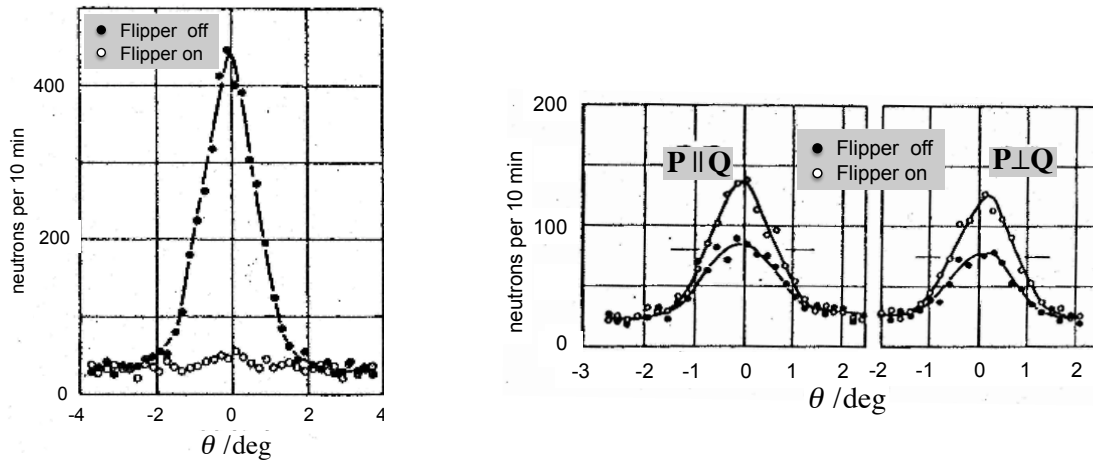 Flipper off
Flipper on
neutrons per 10 min
400
200
0
-4
-2
0
2
4
θ /deg
neutrons per 10 min
200
100
0
P || Q
Flipper off
Flipper on
P⊥Q
-3
-2
-1
0
1
-2
-1
0
1
2
θ /deg